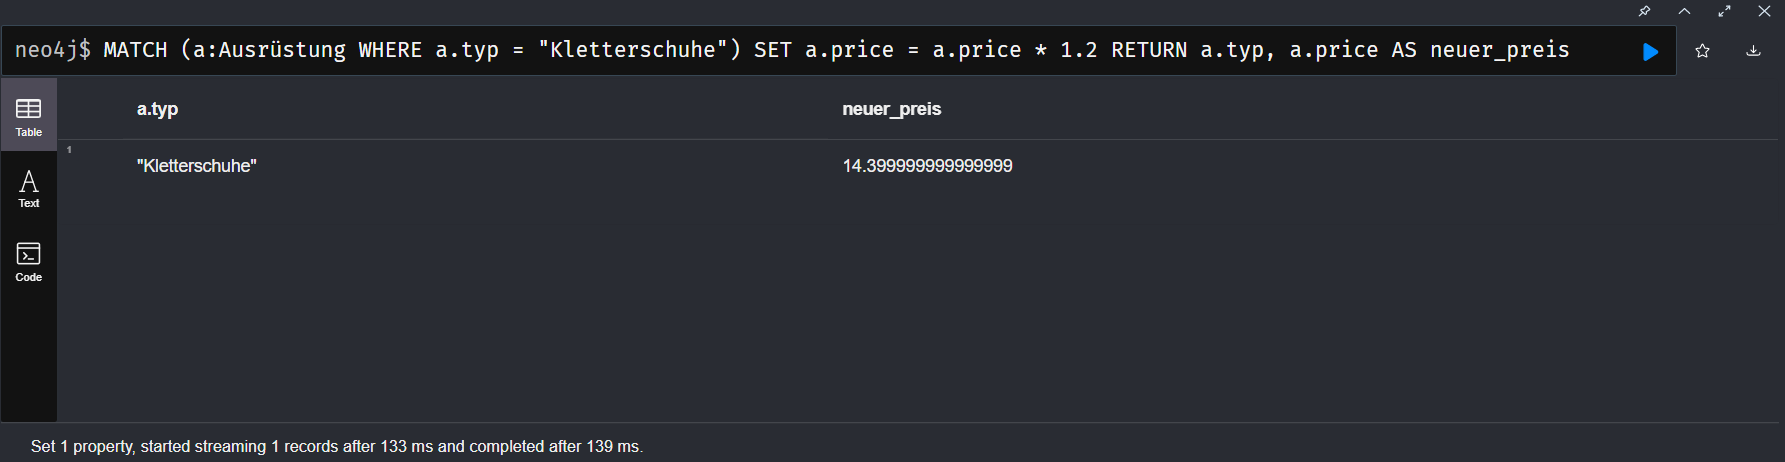 neo4j$ MATCH (a:Ausrüstung WHERE a.typ = "Kletterschuhe") SET a.price = a.price * 1.2 RETURN a.typ, a.price AS neuer_preis
Table
Text
Code
a.typ
neuer_preis
1
"Kletterschuhe"
14.399999999999999
Set 1 property, started streaming 1 records after 133 ms and completed after 139 ms.